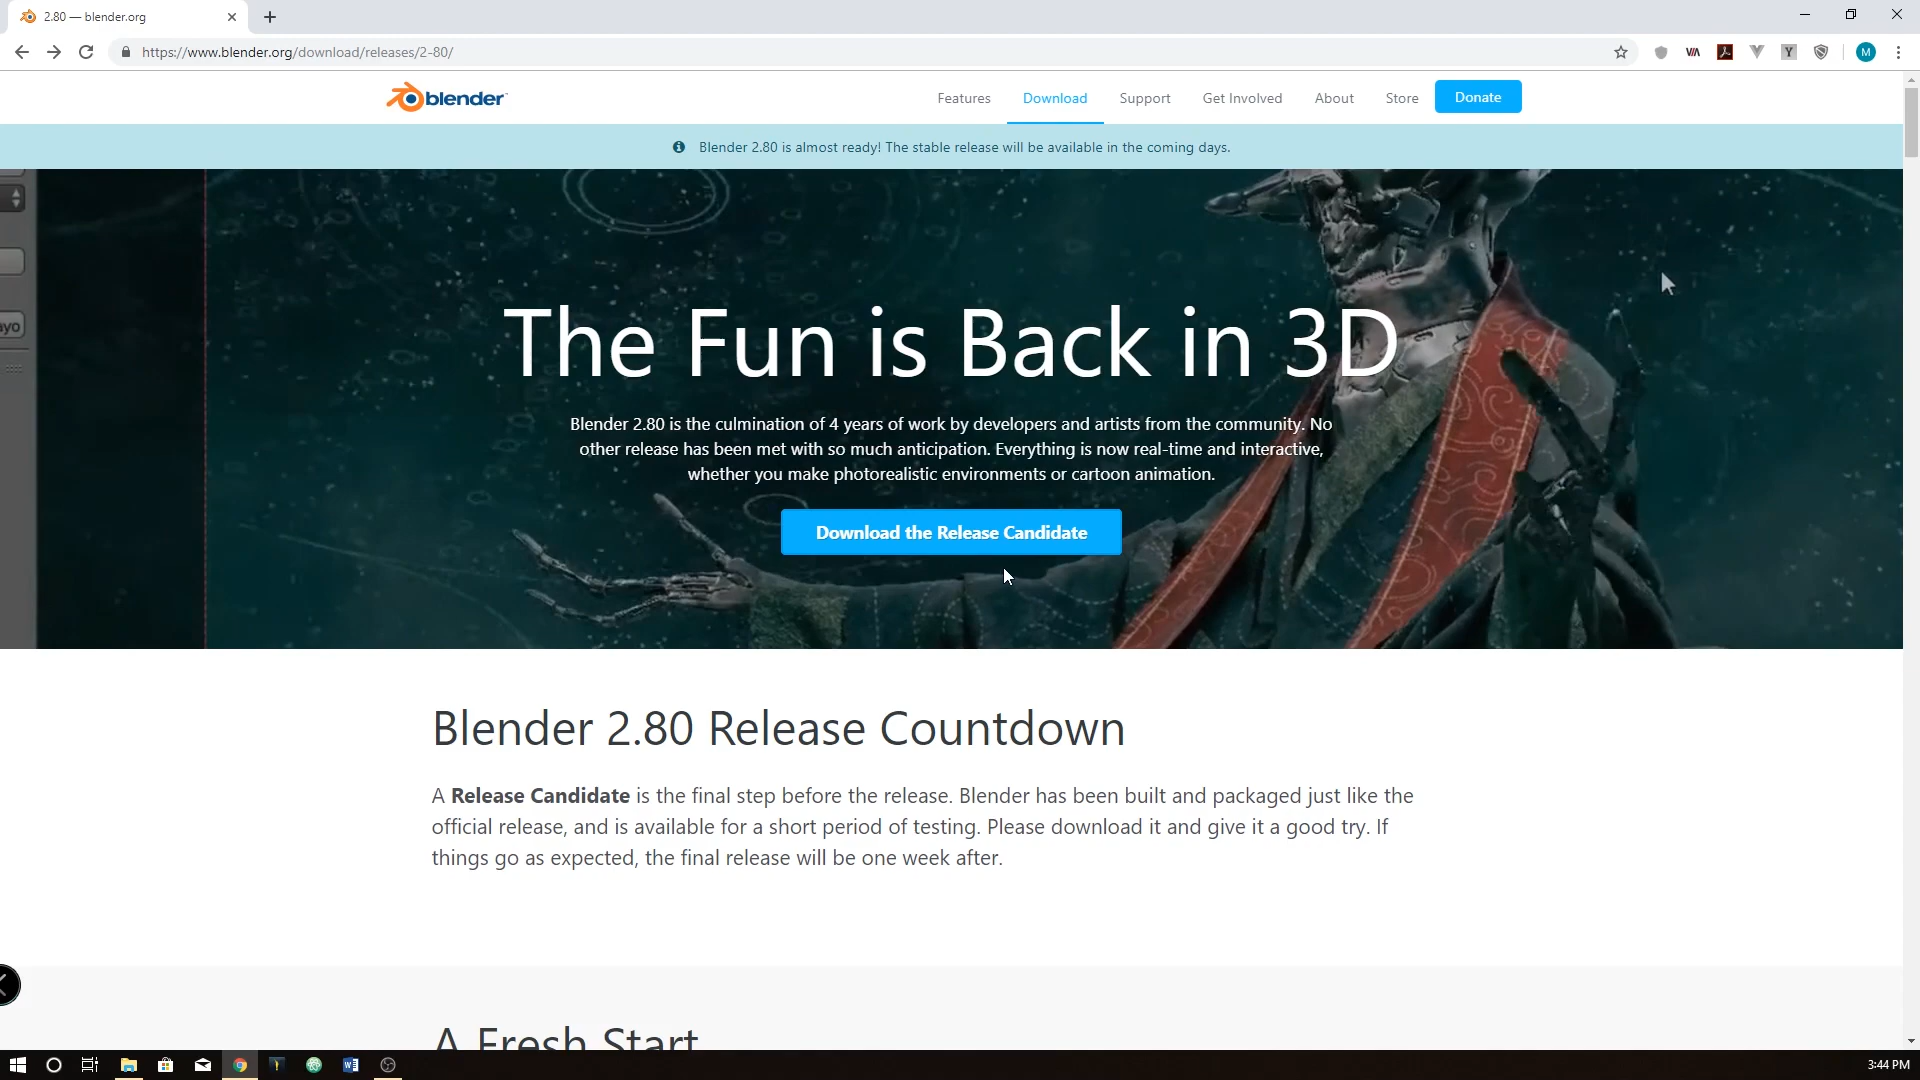 2.80 — blender.org
https://www.blender.org/download/releases/2-80/
M
blender
Features
Download
Support
Get Involved
About
Store
Donate
Blender 2.80 is almost ready! The stable release will be available in the coming days.
The Fun is Back in 3D
Blender 2.80 is the culmination of 4 years of work by developers and artists from the community. No
other release has been met with so much anticipation. Everything is now real-time and interactive,
whether you make photorealistic environments or cartoon animation.
Download the Release Candidate
Blender 2.80 Release Countdown
A Release Candidate is the final step before the release. Blender has been built and packaged just like the
official release, and is available for a short period of testing. Please download it and give it a good try. If
things go as expected, the final release will be one week after.
A Fresh Start
3:44 PM